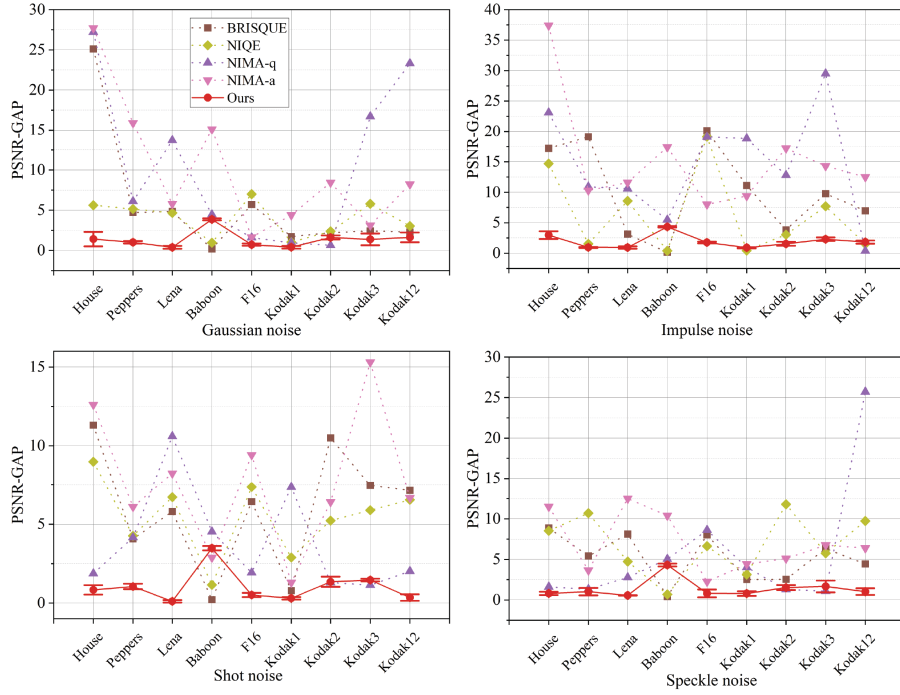 30
25
20
15
10
5
0
PSNR-GAP
BRISQUE
NIQE
NIMA-q
NIMA-a
Ours
House
Peppers
Lena
Baboon
F16
Kodak1
Kodak2
Kodak3
Kodak12
Gaussian noise
40
35
30
25
20
15
10
5
0
PSNR-GAP
House
Peppers
Lena
Baboon
F16
Kodak1
Kodak2
Kodak3
Kodak12
Impulse noise
15
10
5
0
PSNR-GAP
House
Peppers
Lena
Baboon
F16
Kodak1
Kodak2
Kodak3
Kodak12
Shot noise
30
25
20
15
10
5
0
PSNR-GAP
House
Peppers
Lena
Baboon
F16
Kodak1
Kodak2
Kodak3
Kodak12
Speckle noise